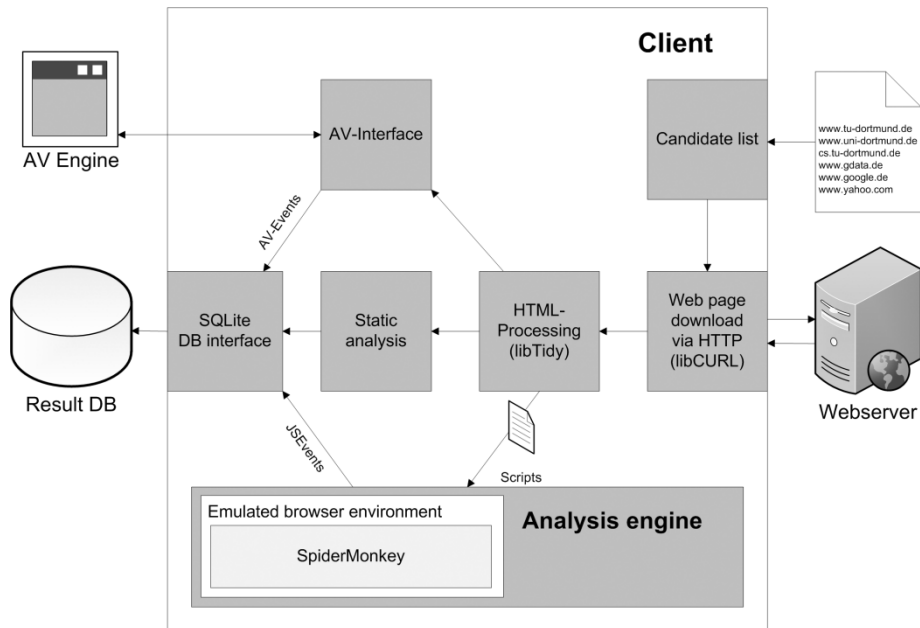 Client
AV Engine
AV-Interface
Candidate list
www.tu-dortmund.de
www.uni-dortmund.de
cs.tu-dortmund.de
www.gdata.de
www.google.de
www.yahoo.com
AV-Events
SQLite
DB interface
Static
analysis
HTML-
Processing
(libTidy)
Web page
download
via HTTP
(libCURL)
Result DB
Webserver
JSEvents
Scripts
Emulated browser environment
SpiderMonkey
Analysis engine